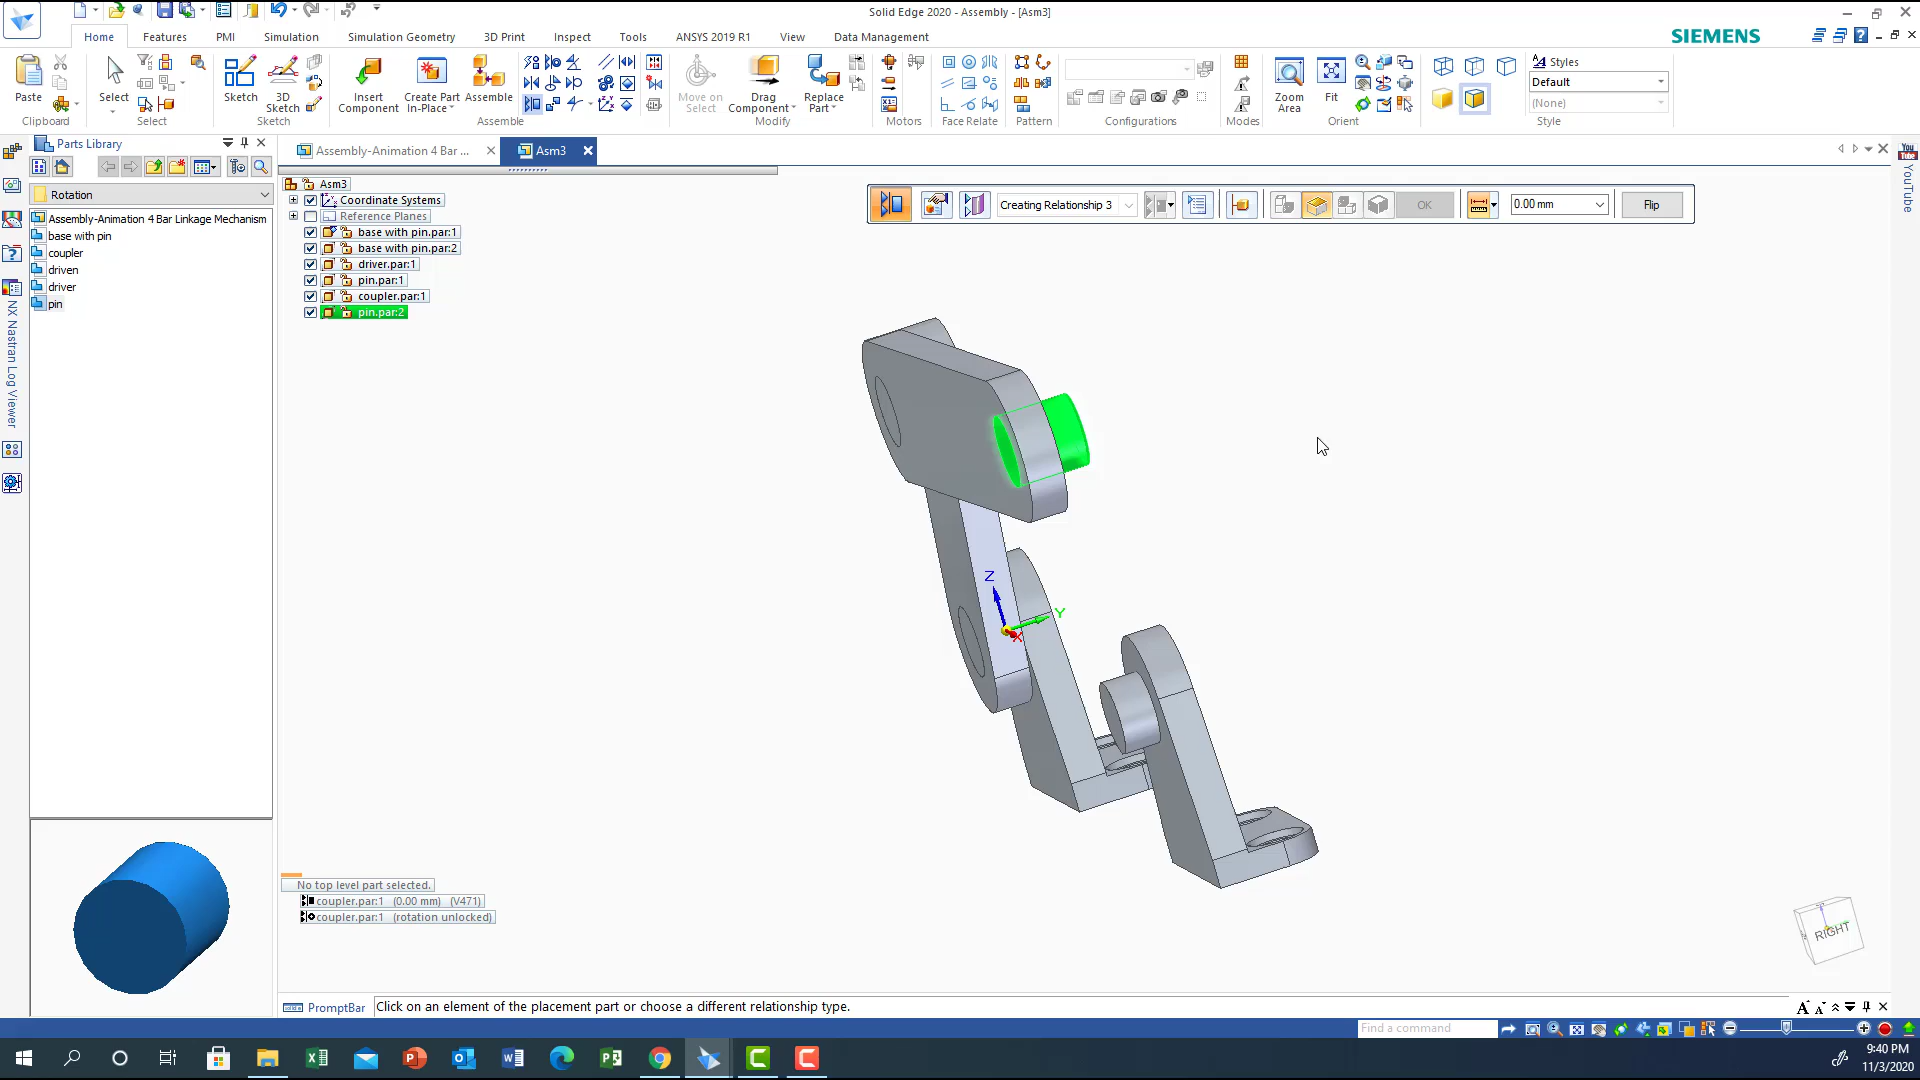 Solid Edge 2020 - Assembly - [Asm3]
Home
Features
PMI
Simulation
Simulation Geometry
3D Print
Inspect
Tools
ANSYS 2019 R1
View
Data Management
SIEMENS
Paste
Clipboard
Select
Select
Sketch
3D Sketch
Sketch
Insert Component
Create Part In-Place
Assemble
Assemble
Move on Select
Drag Component
Replace Part
Modify
Motors
Face Relate
Pattern
Configurations
Modes
Zoom Area
Fit
Orient
Styles
Default
(None)
Style
Parts Library
Rotation
Assembly-Animation 4 Bar Linkage Mechanism
base with pin
coupler
driven
driver
pin
NX Nastran Log Viewer
Assembly-Animation 4 Bar ...
Asm3
Asm3
Coordinate Systems
Reference Planes
base with pin.par:1
base with pin.par:2
driver.par:1
pin.par:1
coupler.par:1
pin.par:2
Creating Relationship 3
OK
0.00 mm
Flip
You Tube
YouTube
Z
Y
X
RIGHT
No top level part selected.
coupler.par:1 (0.00 mm) (V471)
coupler.par:1 (rotation unlocked)
PromptBar
Click on an element of the placement part or choose a different relationship type.
Find a command
9:40 PM
11/3/2020